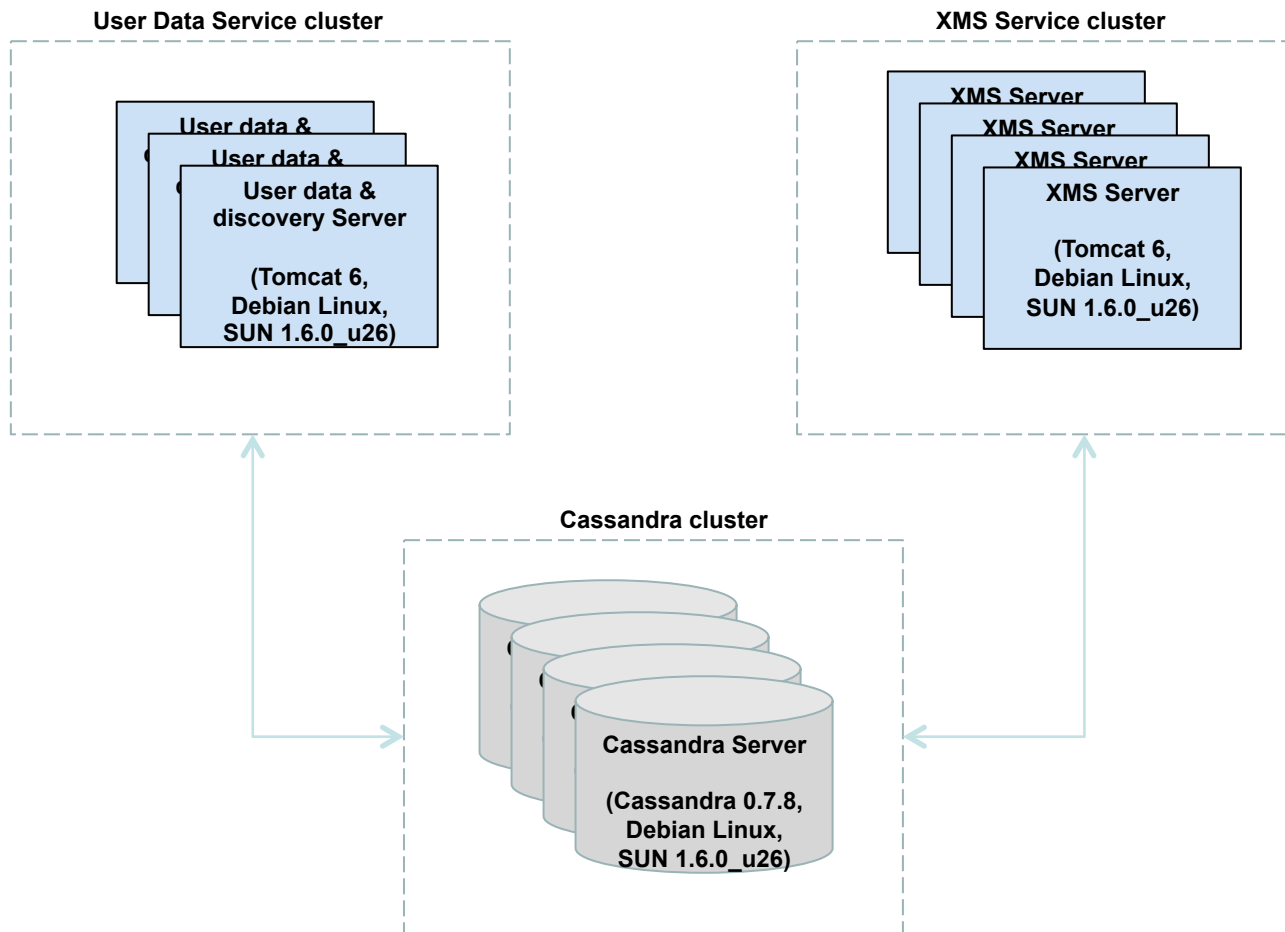 User Data Service cluster
XMS Service cluster
User data &
User data &
User data &
discovery Server
(Tomcat 6,
Debian Linux,
SUN 1.6.0_u26)
XMS Server
XMS Server
XMS Server
XMS Server
(Tomcat 6,
Debian Linux,
SUN 1.6.0_u26)
Cassandra cluster
Cassandra Server
(Cassandra 0.7.8,
Debian Linux,
SUN 1.6.0_u26)